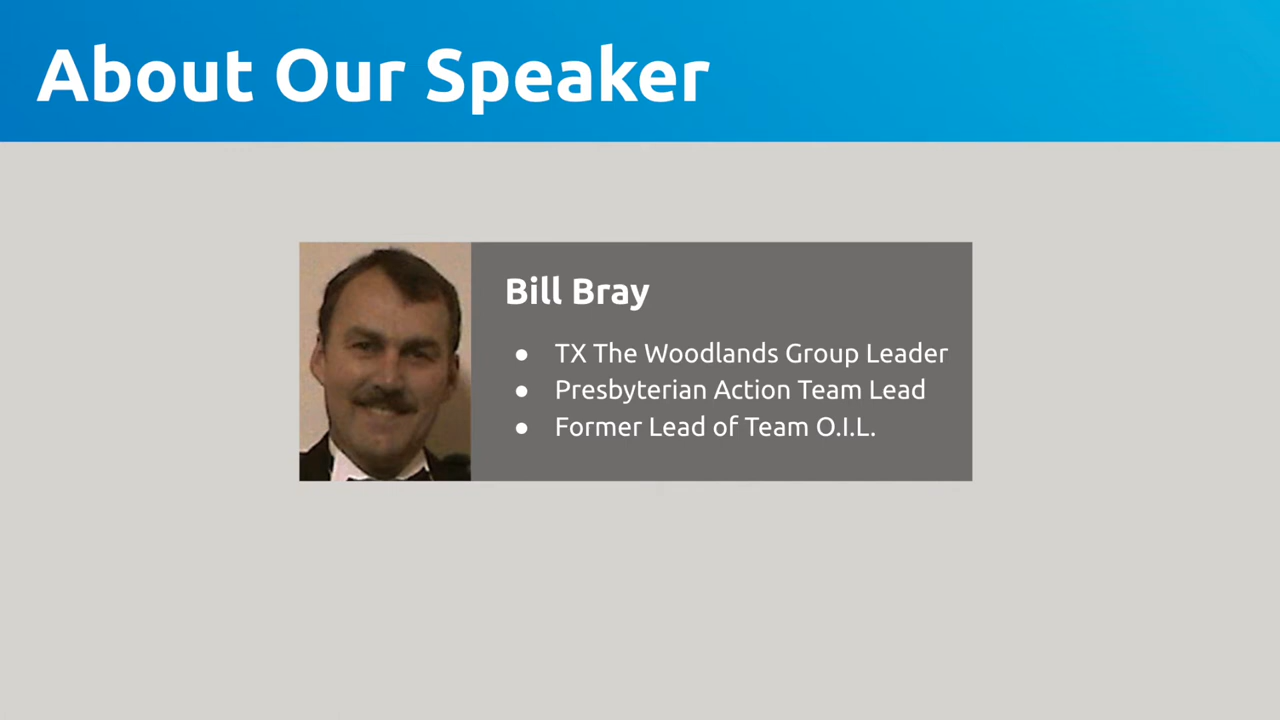 About Our Speaker
Bill Bray
● TX The Woodlands Group Leader
● Presbyterian Action Team Lead
● Former Lead of Team O.I.L.